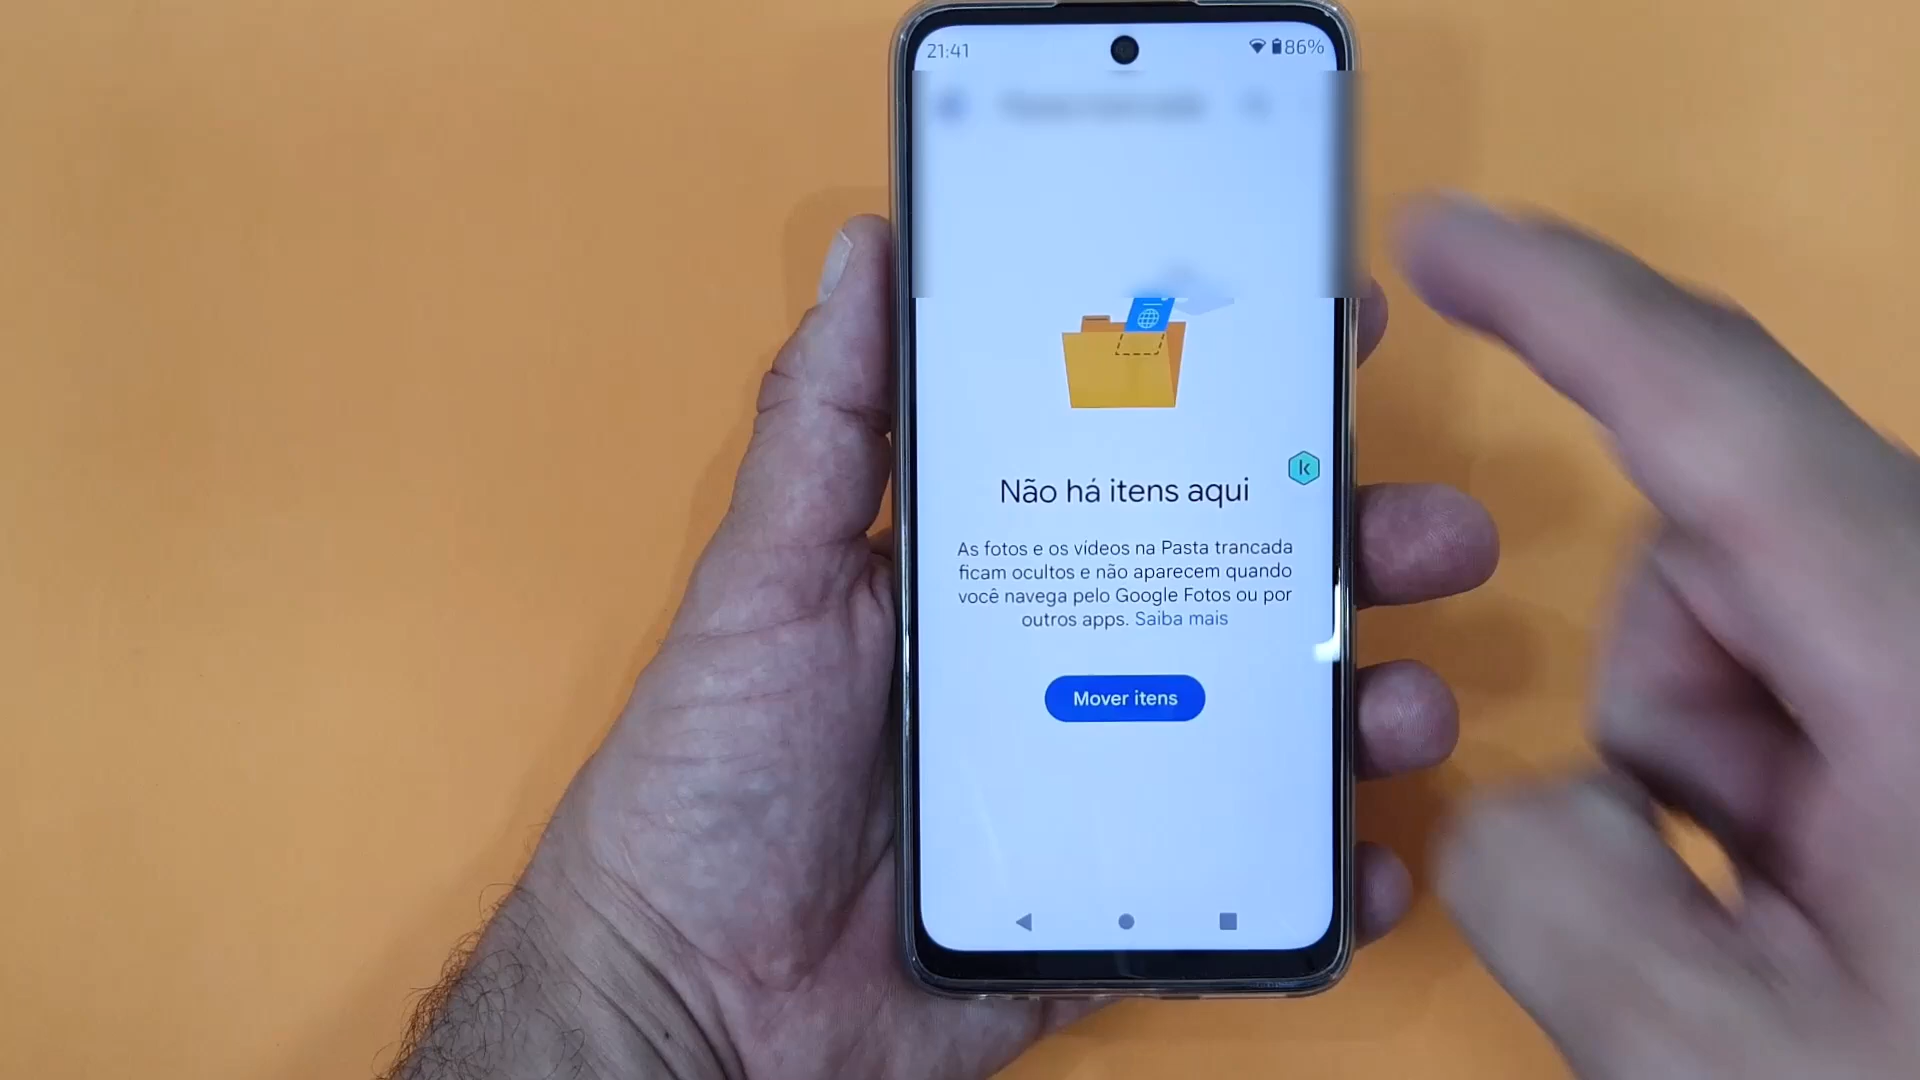 21:41
86%
Não há itens aqui
As fotos e os vídeos na Pasta trancada
ficam ocultos e não aparecem quando
você navega pelo Google Fotos ou por
outros apps. Saiba mais
Mover itens